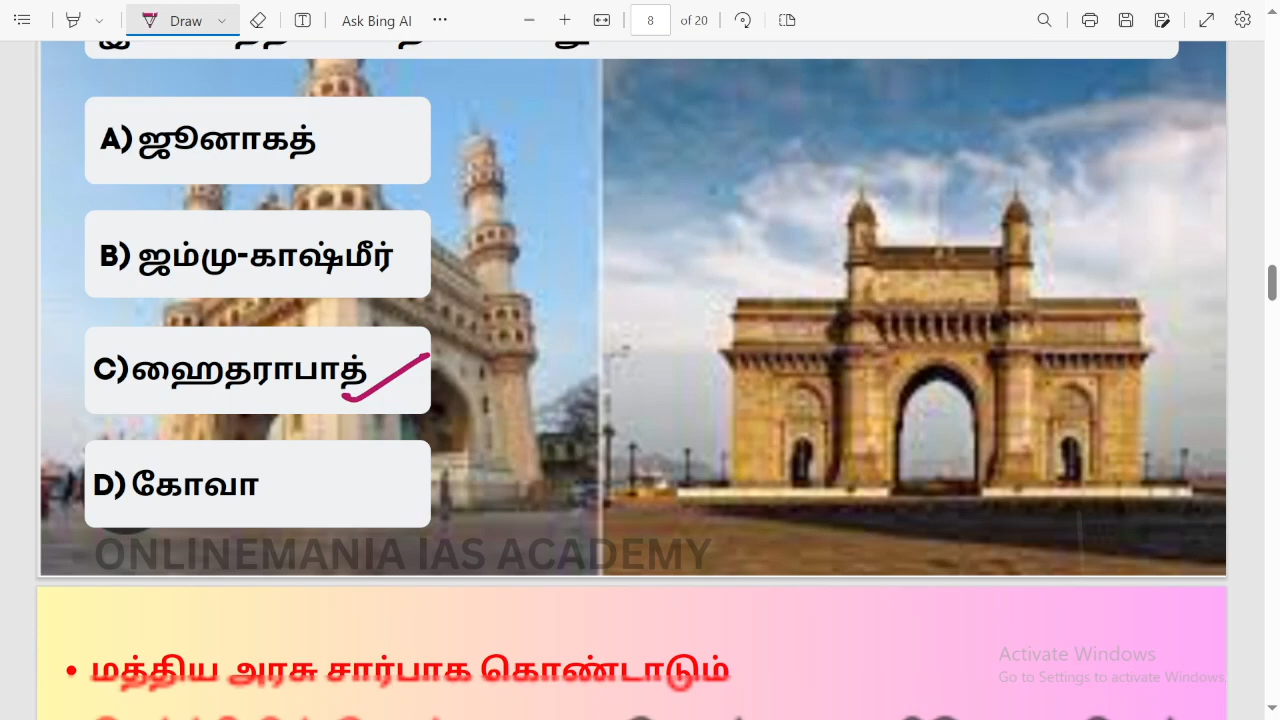 Draw
Ask Bing AI
8 of 20
A) ஜூனாகத்
B) ஜம்மு-காஷ்மீர்
C)ஹைதராபாத்
D) கோவா
ONLINEMANIA IAS ACADEMY
• மத்திய அரசு சார்பாக கொண்டாடும்
Activate Windows
Go to Settings to activate Windows.